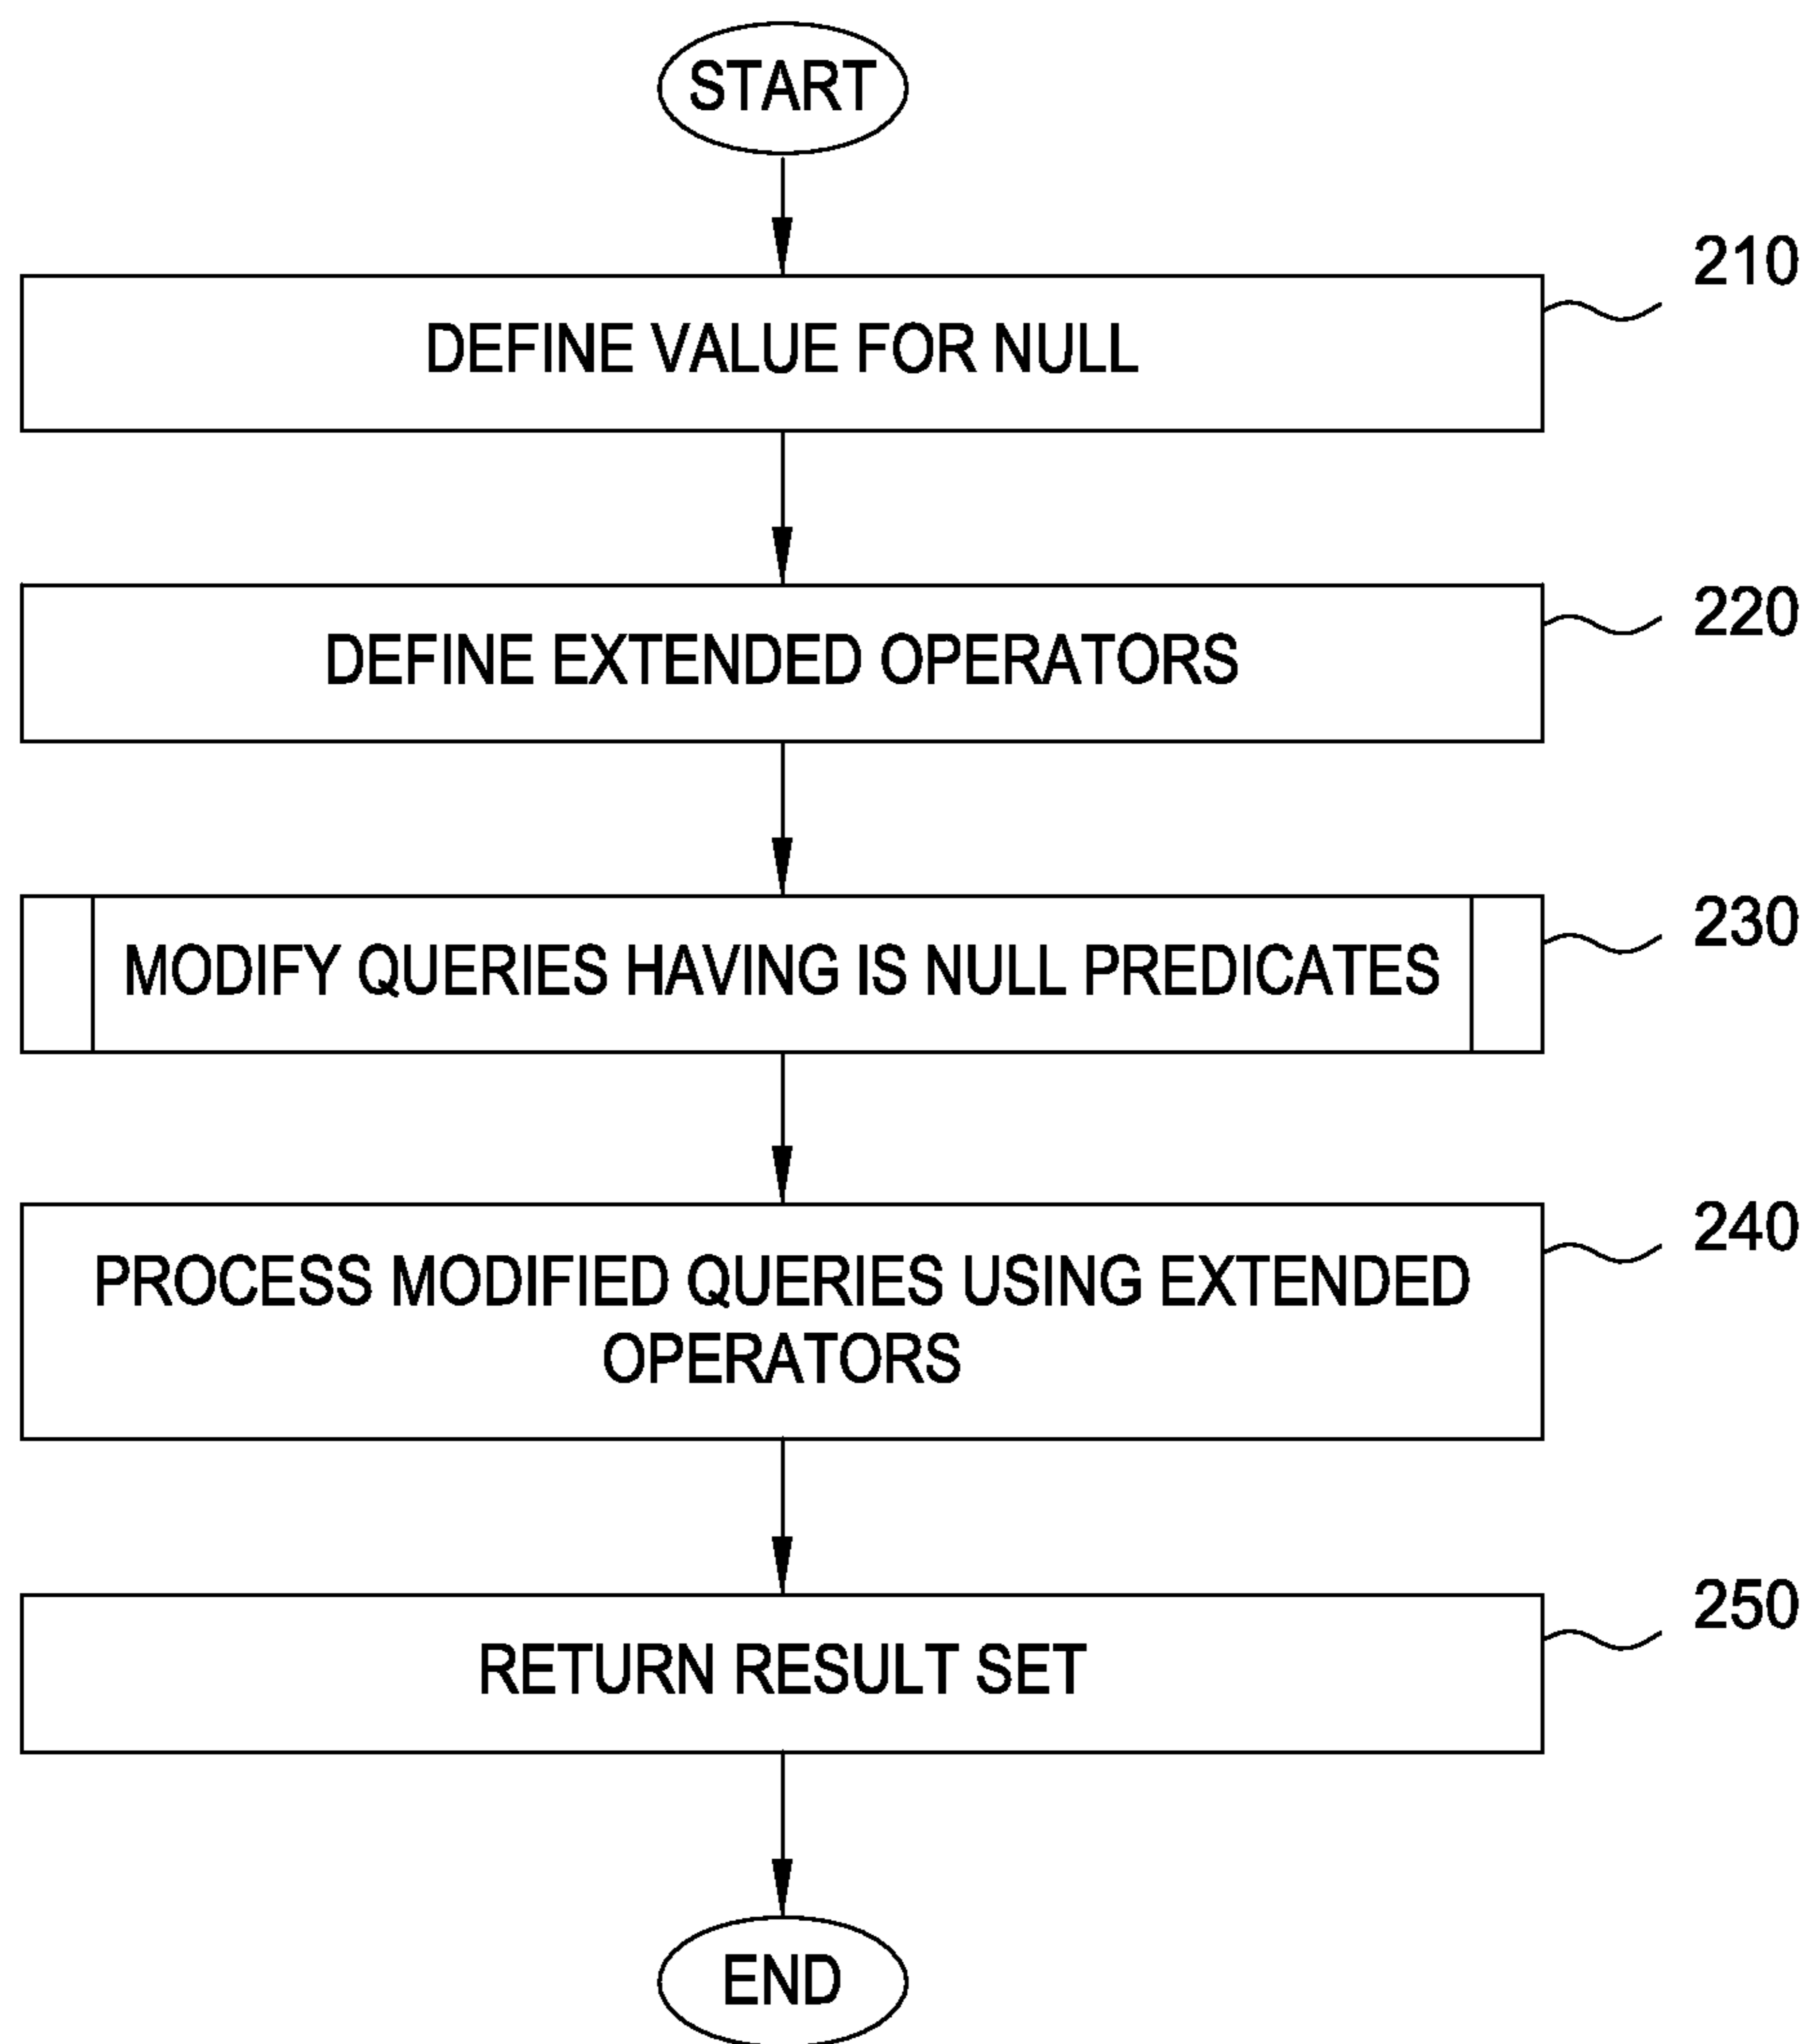 START
210
DEFINE VALUE FOR NULL
220
DEFINE EXTENDED OPERATORS
230
MODIFY QUERIES HAVING IS NULL PREDICATES
240
PROCESS MODIFIED QUERIES USING EXTENDED
OPERATORS
250
RETURN RESULT SET
END